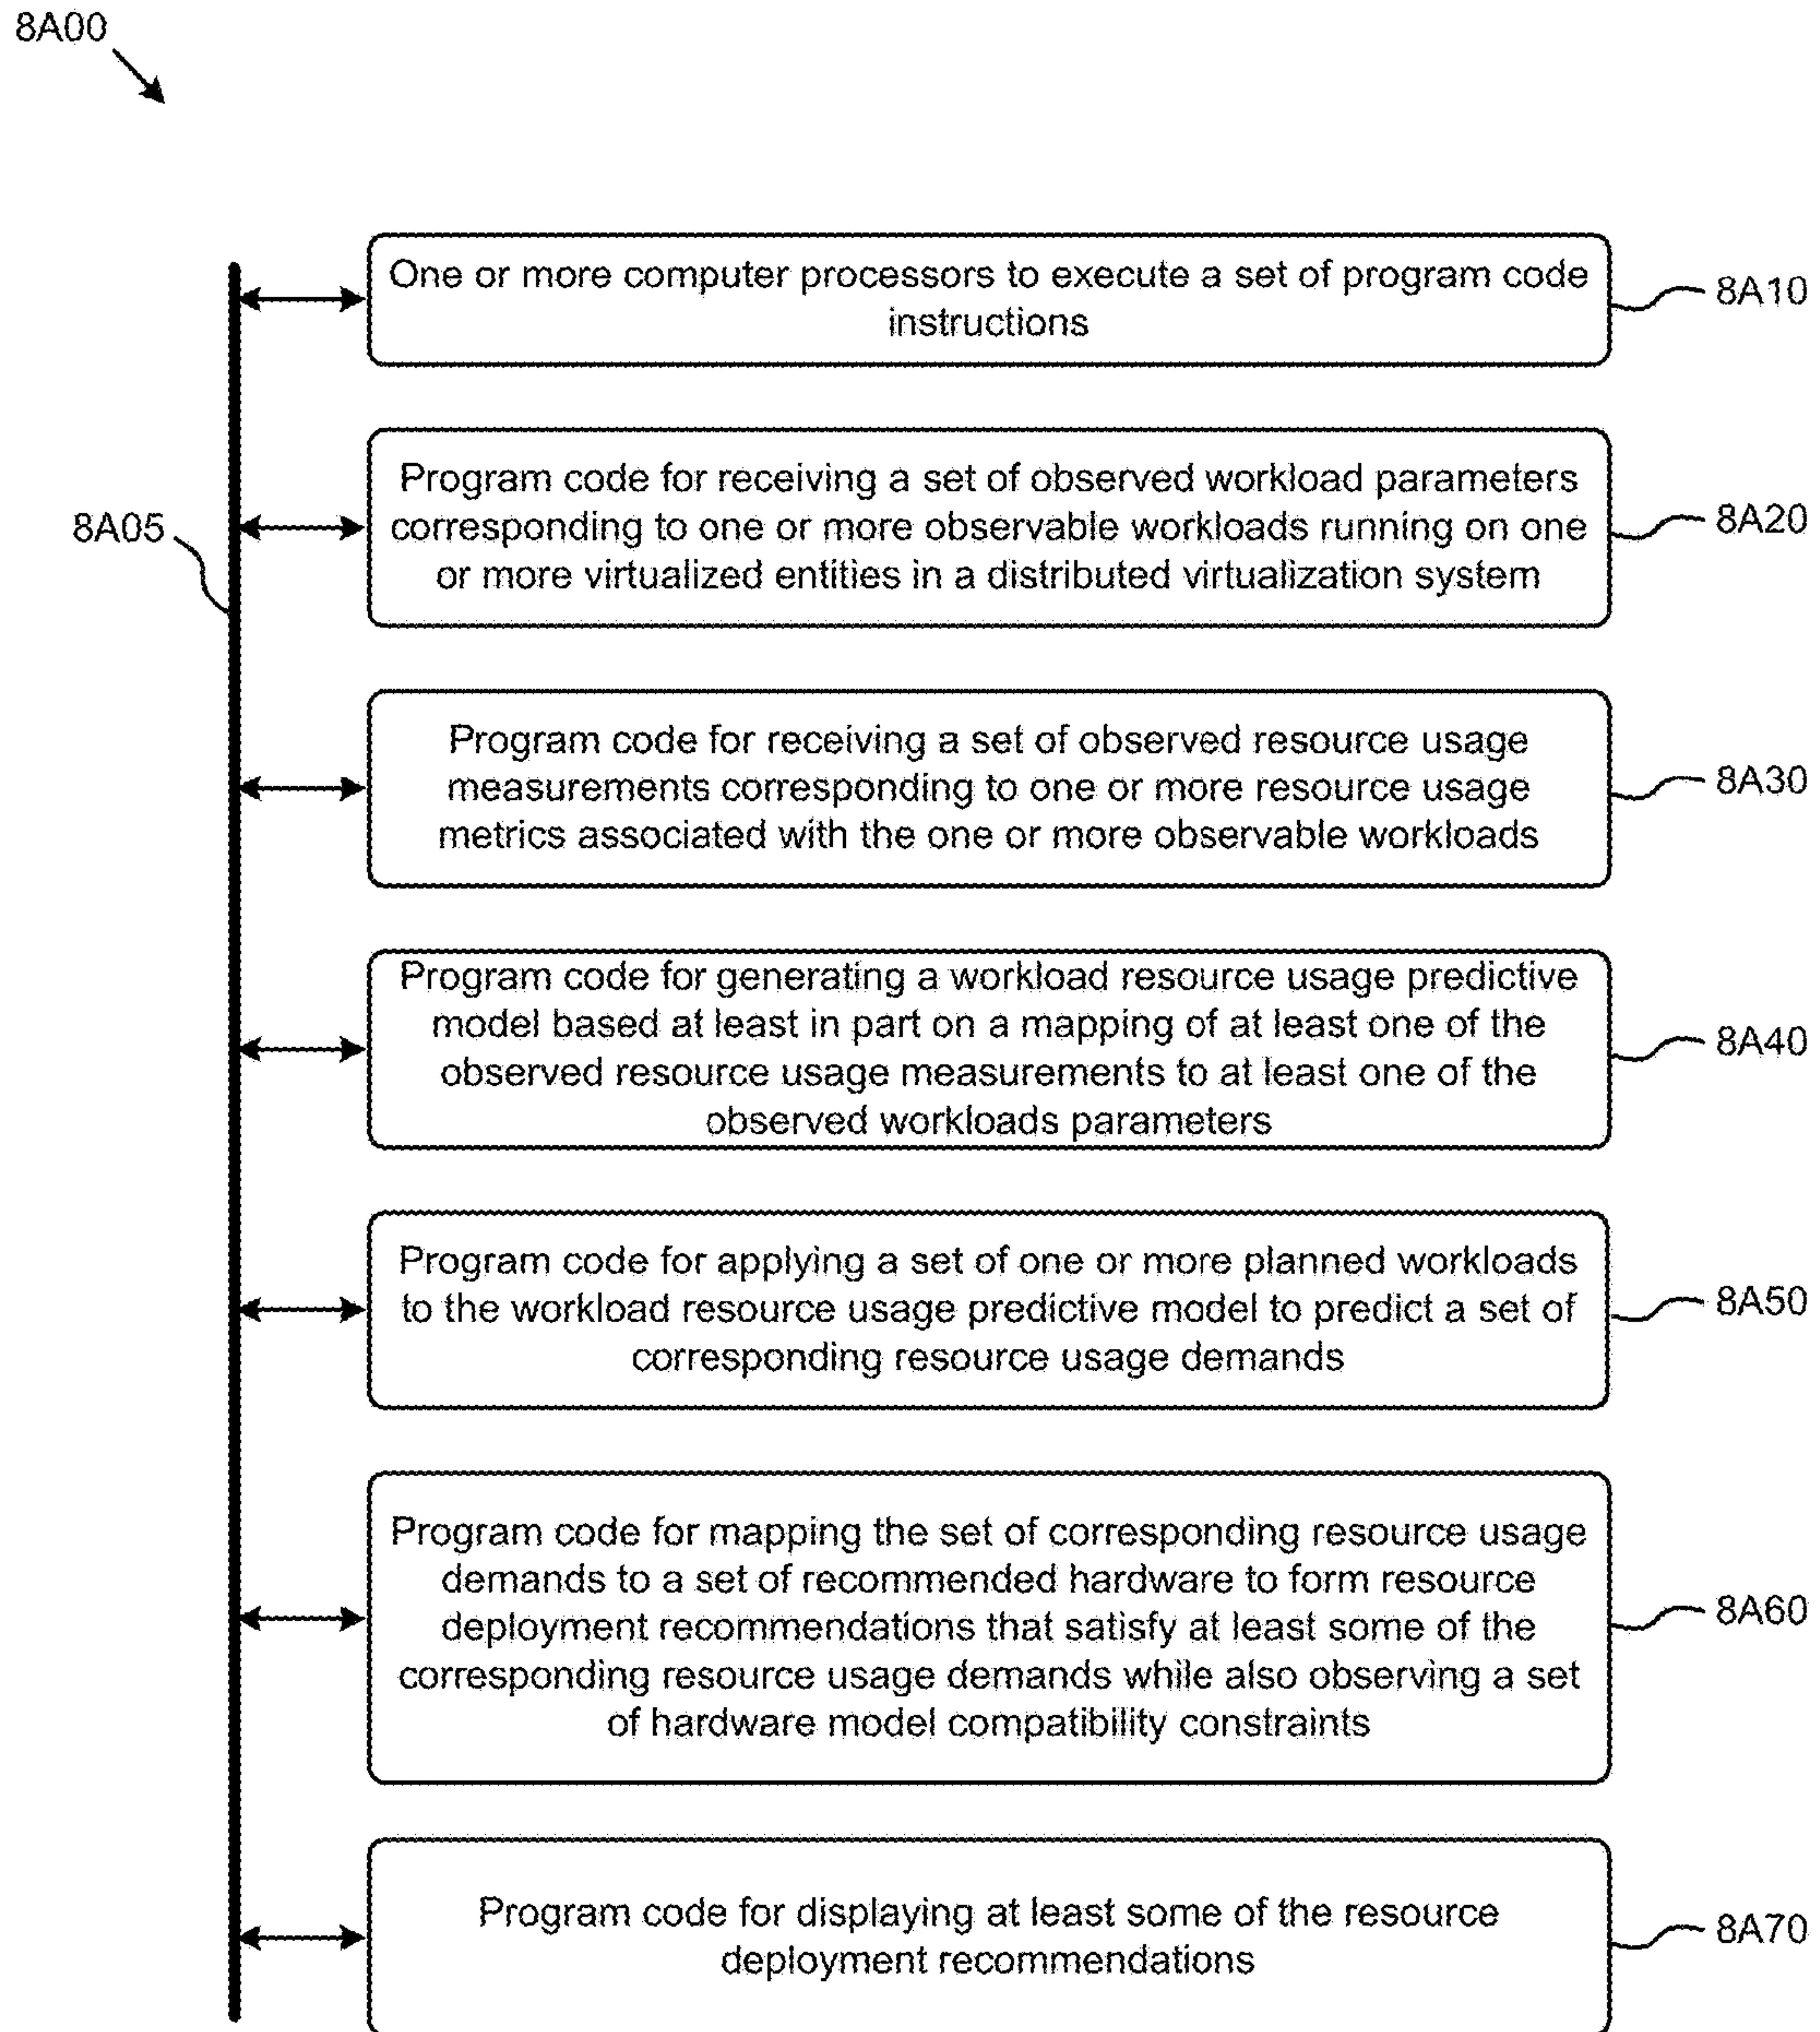 8A00
One or more computer processors to execute a set of program code
instructions
8A10
Program code for receiving a set of observed workload parameters
corresponding to one or more observable workloads running on one
or more virtualized entities in a distributed virtualization system
8A05
8A20
Program code for receiving a set of observed resource usage
measurements corresponding to one or more resource usage
metrics associated with the one or more observable workloads
8A30
Program code for generating a workload resource usage predictive
model based at least in part on a mapping of at least one of the
observed resource usage measurements to at least one of the
observed workloads parameters
8A40
Program code for applying a set of one or more planned workloads
to the workload resource usage predictive model to predict a set of
corresponding resource usage demands
8A50
Program code for mapping the set of corresponding resource usage
demands to a set of recommended hardware to form resource
deployment recommendations that satisfy at least some of the
corresponding resource usage demands while also observing a set
of hardware model compatibility constraints
8A60
Program code for displaying at least some of the resource
deployment recommendations
8A70